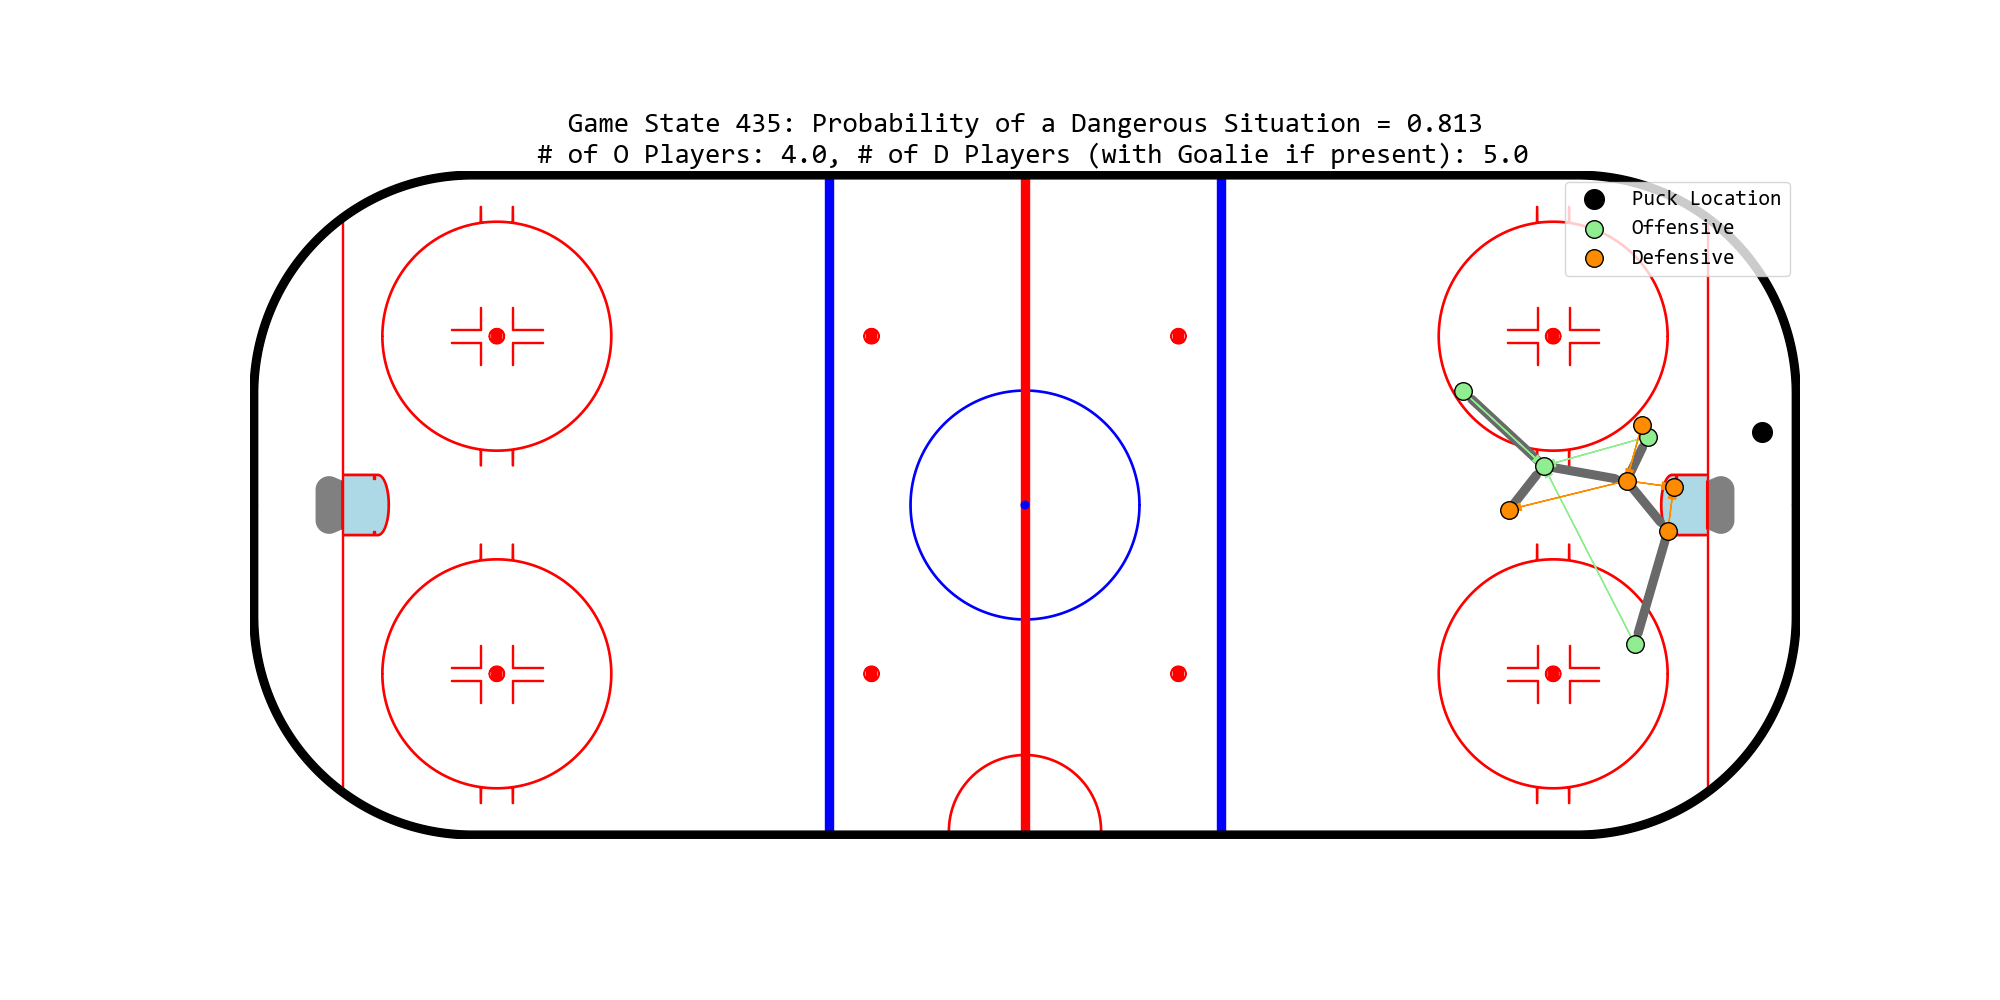 Game State 435: Probability of a Dangerous Situation = 0.813
# of O Players: 4.0, # of D Players (with Goalie if present): 5.0
Puck Location
Offensive
Defensive